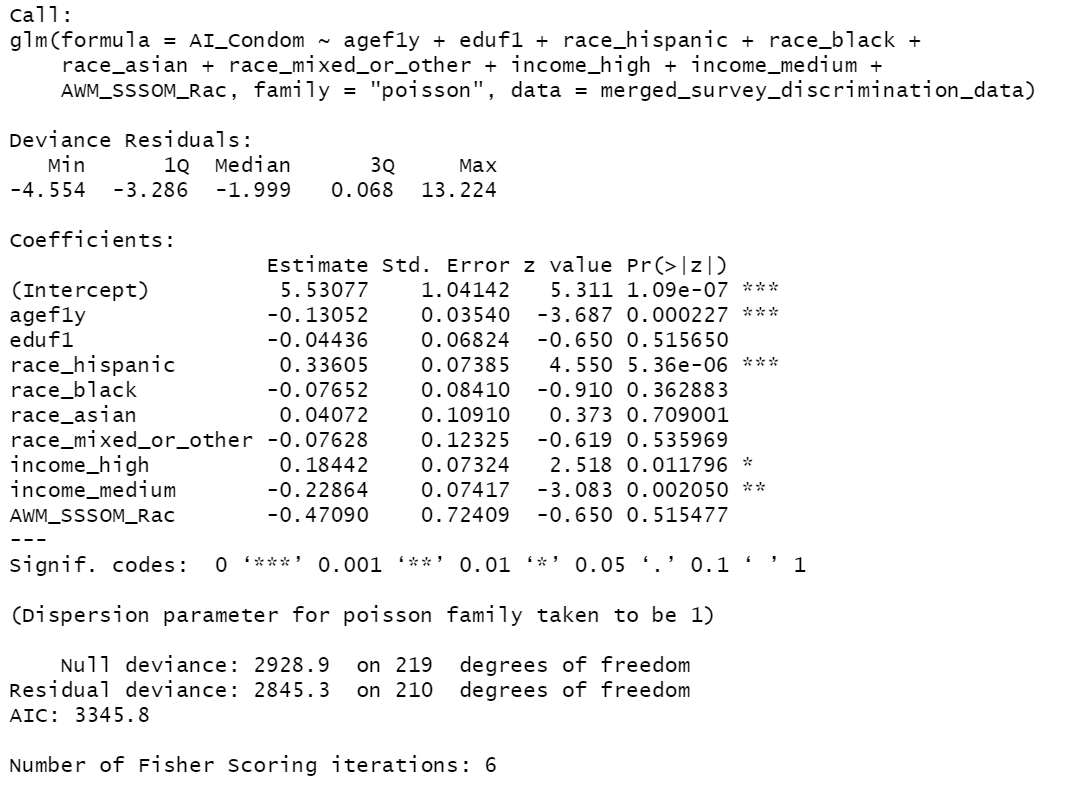 Call:
glm(formula = AI_Condom ~ agef1y + eduf1 + race_hispanic + race_black +
    race_asian + race_mixed_or_other + income_high + income_medium +
    AWM_SSSOM_Rac, family = "poisson", data = merged_survey_discrimination_data)

Deviance Residuals:
   Min      1Q  Median      3Q     Max
-4.554  -3.286  -1.999   0.068  13.224

Coefficients:
                    Estimate Std. Error z value Pr(>|z|)
(Intercept)          5.53077    1.04142   5.311 1.09e-07 ***
agef1y              -0.13052    0.03540  -3.687 0.000227 ***
eduf1               -0.04436    0.06824  -0.650 0.515650
race_hispanic        0.33605    0.07385   4.550 5.36e-06 ***
race_black          -0.07652    0.08410  -0.910 0.362883
race_asian           0.04072    0.10910   0.373 0.709001
race_mixed_or_other -0.07628    0.12325  -0.619 0.535969
income_high          0.18442    0.07324   2.518 0.011796 *
income_medium       -0.22864    0.07417  -3.083 0.002050 **
AWM_SSSOM_Rac       -0.47090    0.72409  -0.650 0.515477
---
Signif. codes:  0 ‘***’ 0.001 ‘**’ 0.01 ‘*’ 0.05 ‘.’ 0.1 ‘ ’ 1

(Dispersion parameter for poisson family taken to be 1)

    Null deviance: 2928.9  on 219  degrees of freedom
Residual deviance: 2845.3  on 210  degrees of freedom
AIC: 3345.8

Number of Fisher Scoring iterations: 6